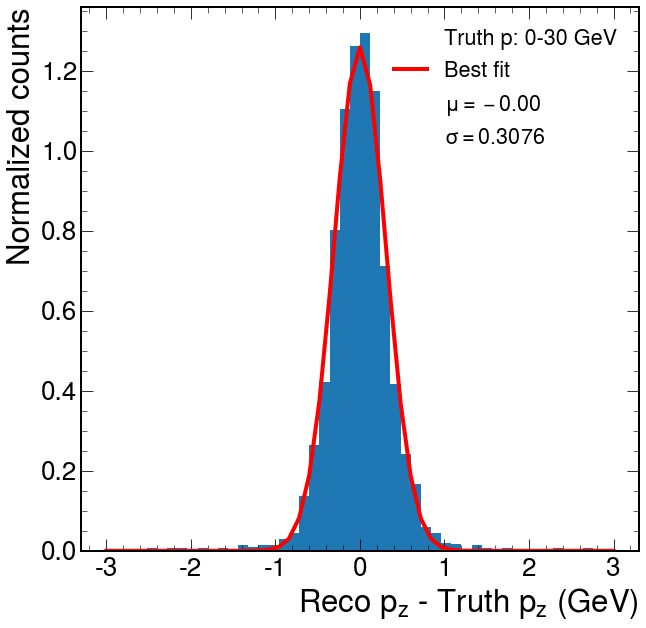 Normalized counts
1.2
1.0
0.8
0.6
0.4
0.2
0.0
Truth p: 0-30 GeV
Best fit
μ = −0.00
σ = 0.3076
-3 -2 -1 0 1 2 3
Reco p_z - Truth p_z (GeV)